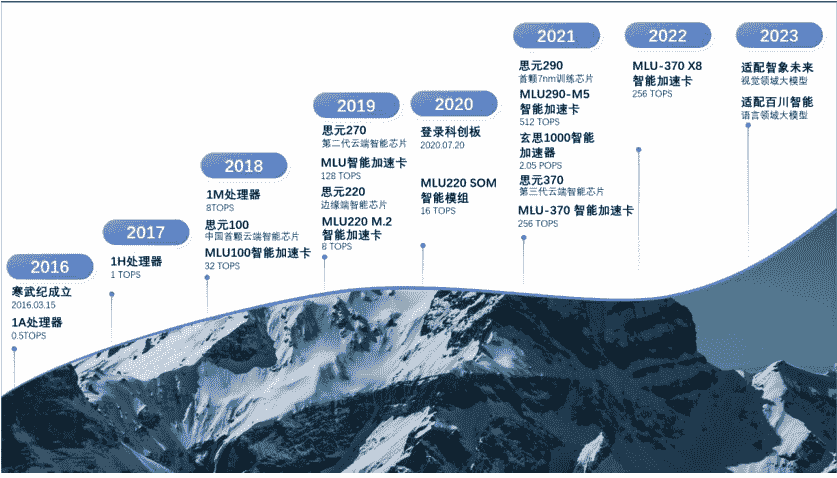 2016
寒武纪成立
2016.03.15
1A处理器
0.5TOPS
2017
1H处理器
1 TOPS
2018
1M处理器
8TOPS
思元100
中国首颗云端智能芯片
MLU100智能加速卡
32 TOPS
2019
思元270
第二代云端智能芯片
MLU智能加速卡
128 TOPS
思元220
边缘端智能芯片
MLU220 M.2
智能加速卡
8 TOPS
2020
登录科创板
2020.07.20
MLU220 SOM
智能模组
16 TOPS
2021
思元290
首颗7nm训练芯片
MLU290-M5
智能加速卡
512 TOPS
玄思1000智能
加速器
2.05 POPS
思元370
第三代云端智能芯片
MLU-370 智能加速卡
256 TOPS
2022
MLU-370 X8
智能加速卡
256 TOPS
2023
适配智象未来
视觉领域大模型
适配百川智能
语言领域大模型